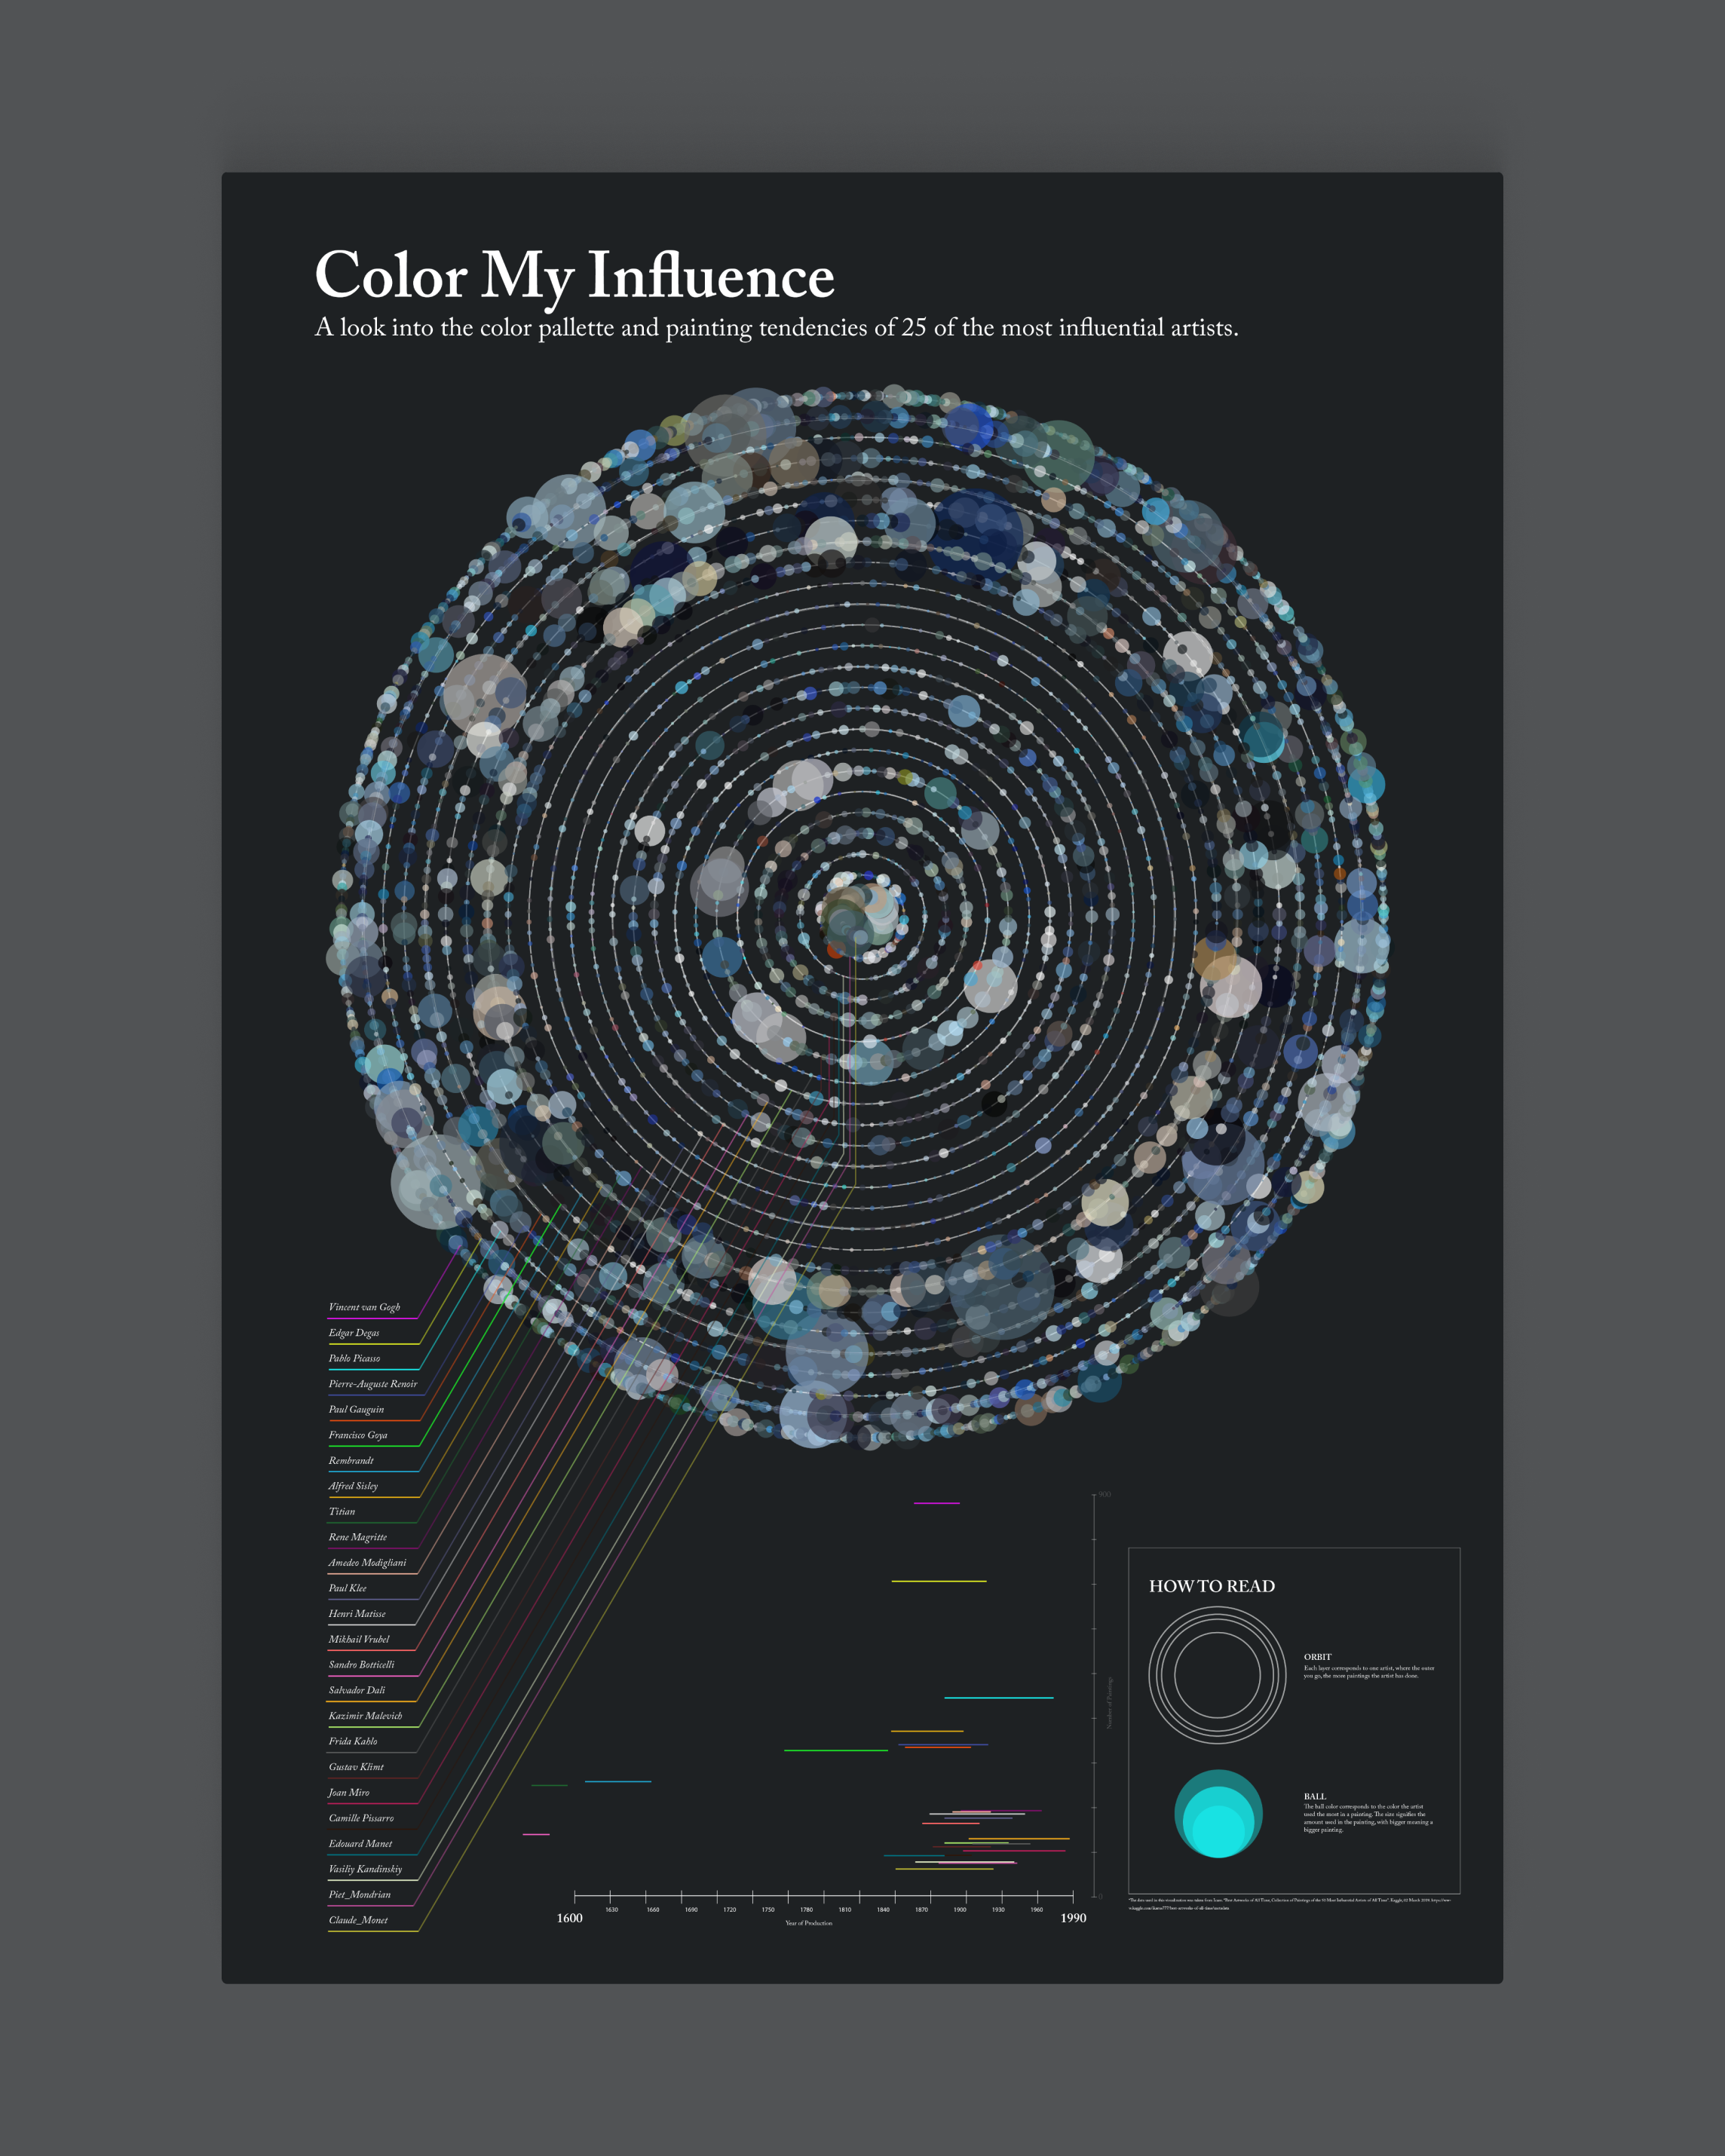 Color My Influence
A look into the color pallette and painting tendencies of 25 of the most influential artists.
Vincent van Gogh
Edgar Degas
Pablo Picasso
Pierre-Auguste Renoir
Paul Gauguin
Francisco Goya
Rembrandt
Alfred Sisley
Titian
Rene Magritte
Amedeo Modigliani
Paul Klee
Henri Matisse
Mikhail Vrubel
Sandro Botticelli
Salvador Dali
Kazimir Malevich
Frida Kahlo
Gustav Klimt
Joan Miro
Camille Pissarro
Edouard Manet
Vasiliy Kandinskiy
Piet_Mondrian
Claude_Monet
900
Number of Paintings
0
1600
1630
1660
1690
1720
1750
1780
1810
1840
1870
1900
1930
1960
1990
Year of Production
HOW TO READ
ORBIT
Each layer corresponds to one artist, where the outer
you go, the more paintings the artist has done.
BALL
The ball color corresponds to the color the artist
used the most in a painting. The size signifies the
amount used in the painting, with bigger meaning a
bigger painting.